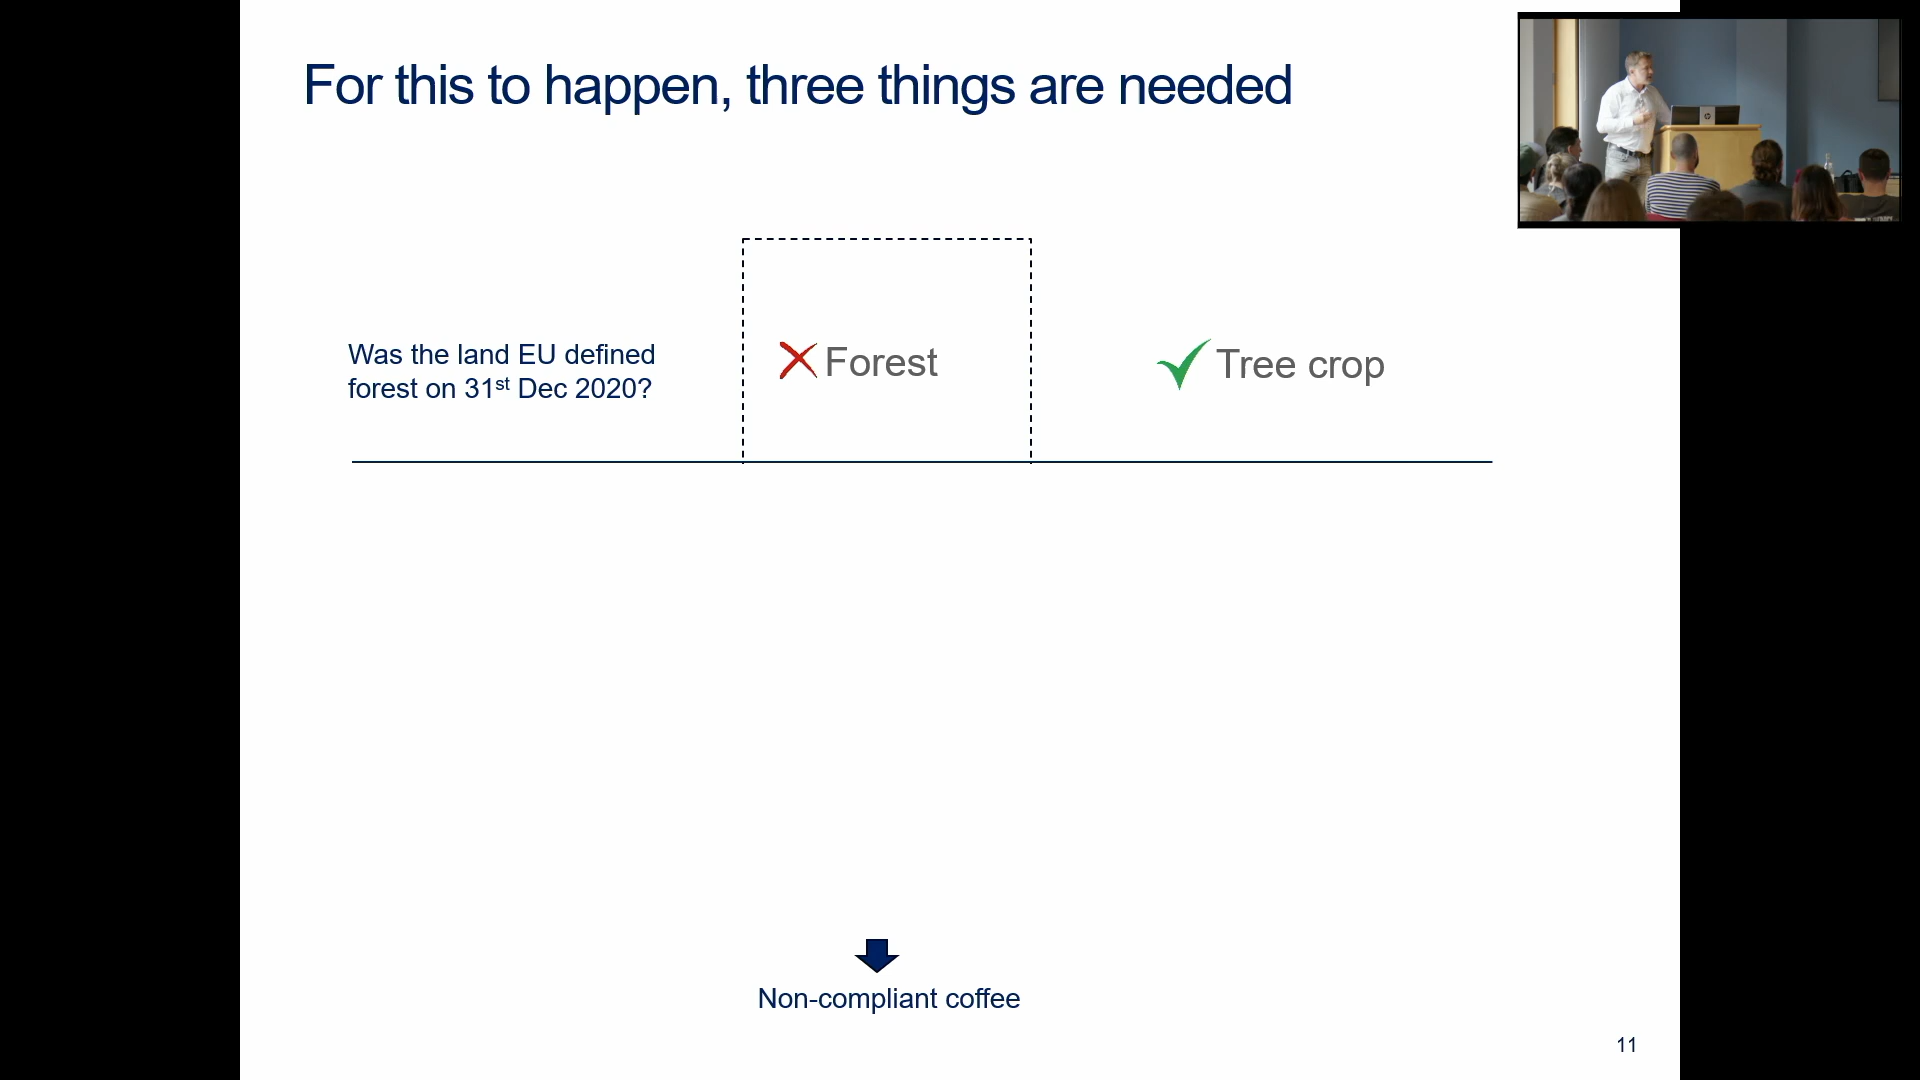 For this to happen, three things are needed
Was the land EU defined
forest on 31st Dec 2020?
Forest
Tree crop
Non-compliant coffee
11